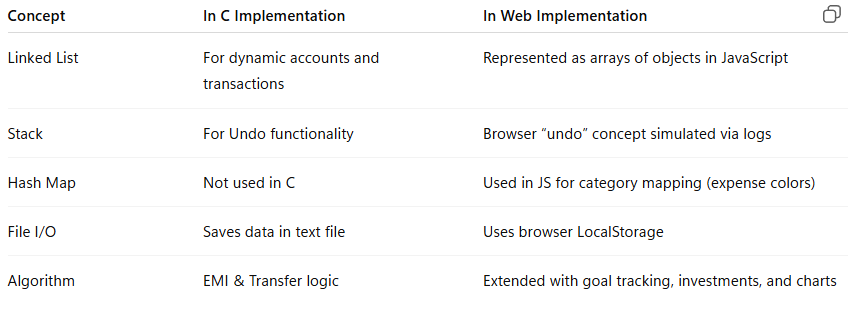 Concept In C Implementation In Web Implementation
Linked List For dynamic accounts and transactions Represented as arrays of objects in JavaScript
Stack For Undo functionality Browser “undo” concept simulated via logs
Hash Map Not used in C Used in JS for category mapping (expense colors)
File I/O Saves data in text file Uses browser LocalStorage
Algorithm EMI & Transfer logic Extended with goal tracking, investments, and charts